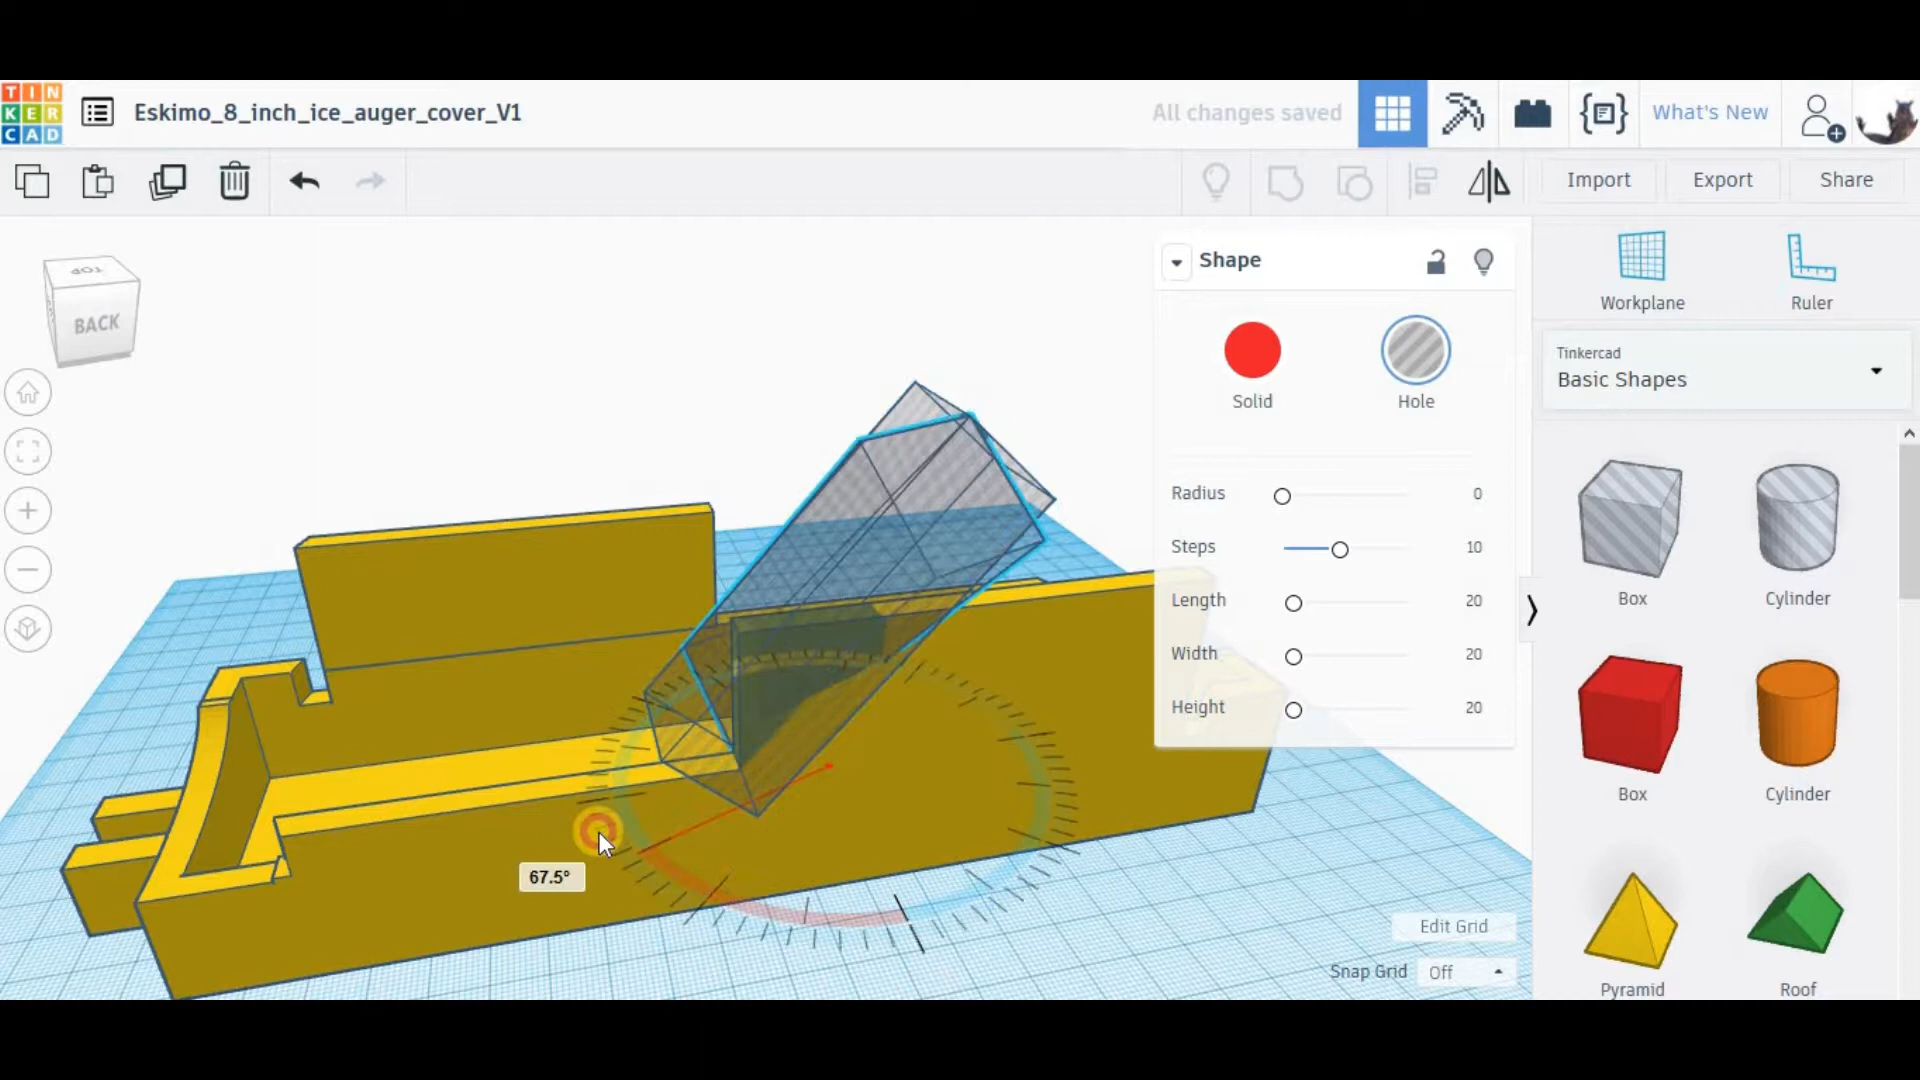 TIN
KER
CAD
Eskimo_8_inch_ice_auger_cover_V1
All changes saved
What's New
Import
Export
Share
TOP
BACK
Shape
Solid
Hole
Radius 0
Steps 10
Length 20
Width 20
Height 20
67.5°
Edit Grid
Snap Grid Off
Workplane
Ruler
Tinkercad
Basic Shapes
Box
Cylinder
Box
Cylinder
Pyramid
Roof